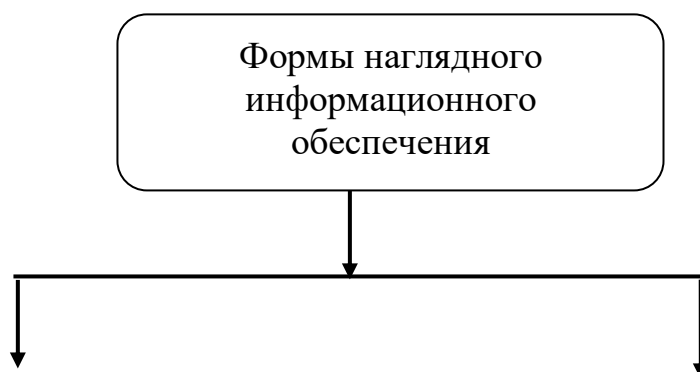 Формы наглядного
информационного
обеспечения